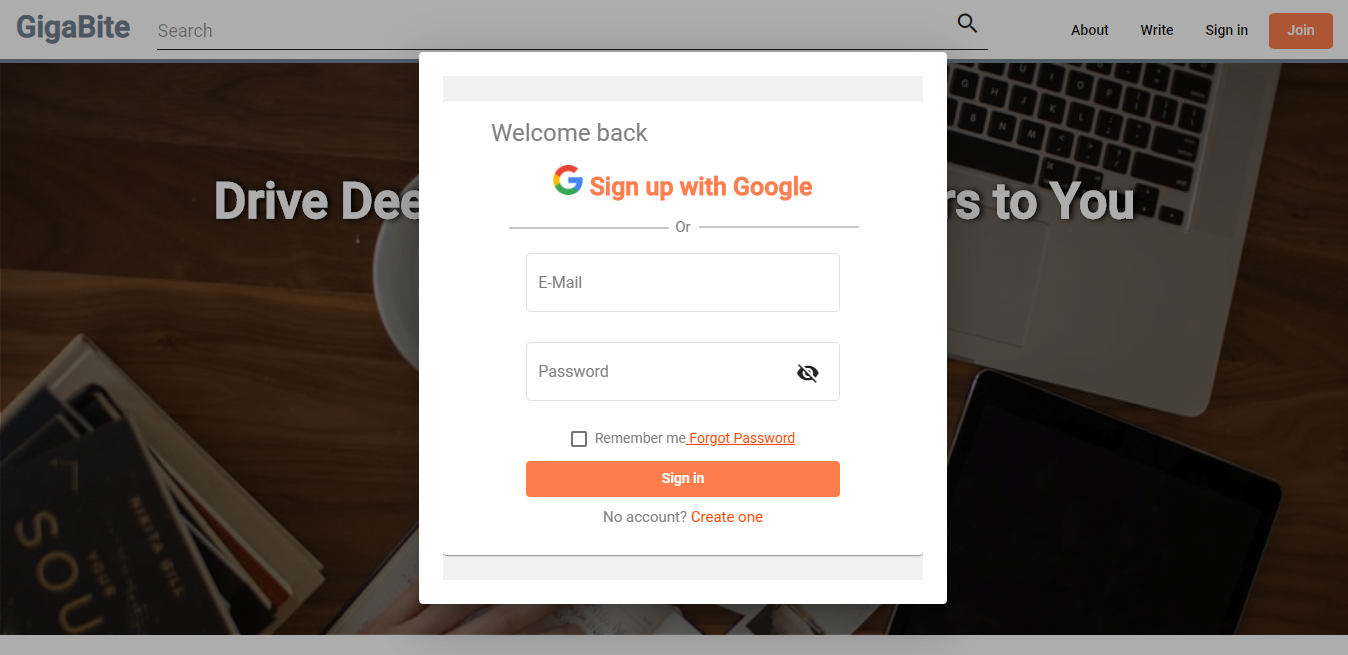 GigaBite
Search
About
Write
Sign in
Join
Welcome back
Sign up with Google
Or
Drive Dee
rs to You
E-Mail
Password
Remember me Forgot Password
Sign in
No account? Create one
NIKITA GILL
YOUR
SOU